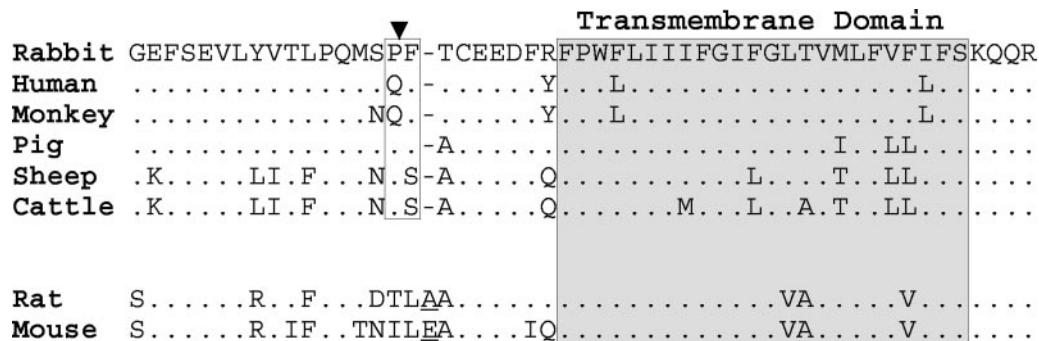 Transmembrane Domain
Rabbit GEFSEVLYVTLPQMSPF-TCEEDFRFPWFLIIIFGIFGLTVMLFVFIFSKQQR
Human ...............Q.-......Y...L.................L......
Monkey ..............NQ.-......Y...L.................L......
Pig .................-A......................I..LL.......
Sheep .K.....LI.F...N.S-A.....Q...........L....T..LL.......
Cattle .K.....LI.F...N.S-A.....Q.......M...L..A.T..LL.......
Rat S......R..F...DTLAA...................VA.....V.......
Mouse S......R.IF..TNILEA....IQ.............VA.....V.......